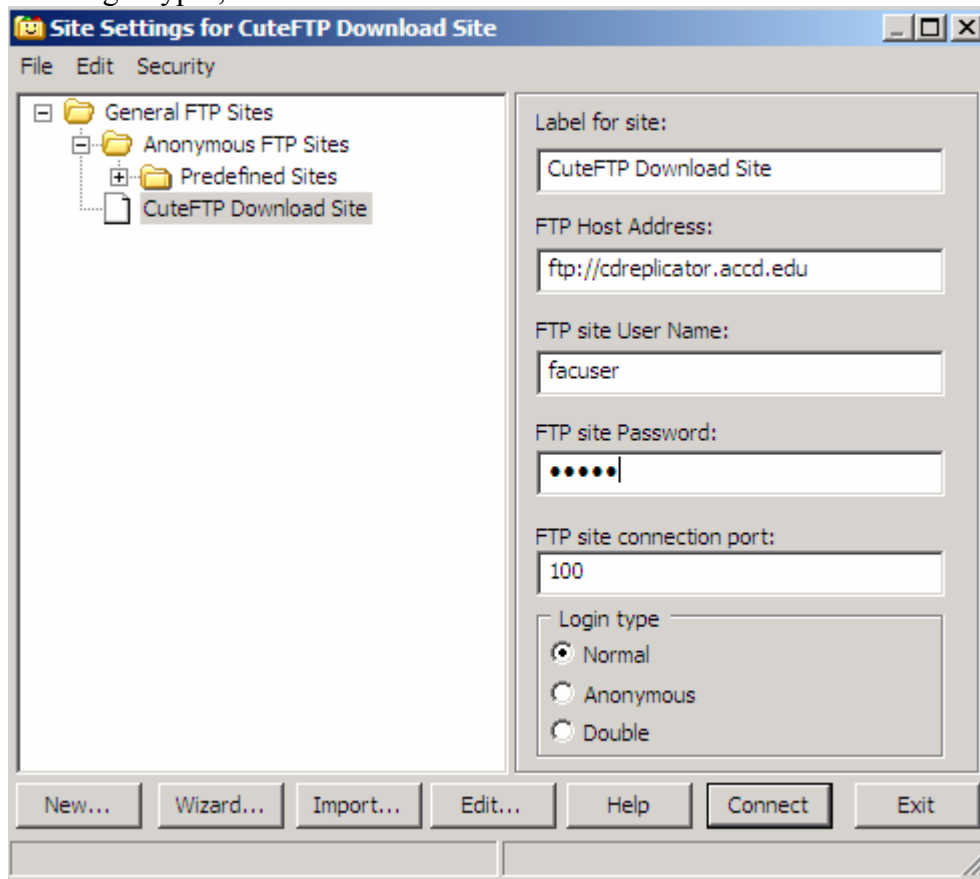 Site Settings for CuteFTP Download Site
File Edit Security
General FTP Sites
Anonymous FTP Sites
Predefined Sites
CuteFTP Download Site
Label for site:
CuteFTP Download Site
FTP Host Address:
ftp://cdreplicator.accd.edu
FTP site User Name:
facuser
FTP site Password:
•••••
FTP site connection port:
100
Login type
Normal
Anonymous
Double
New... Wizard... Import... Edit... Help Connect Exit